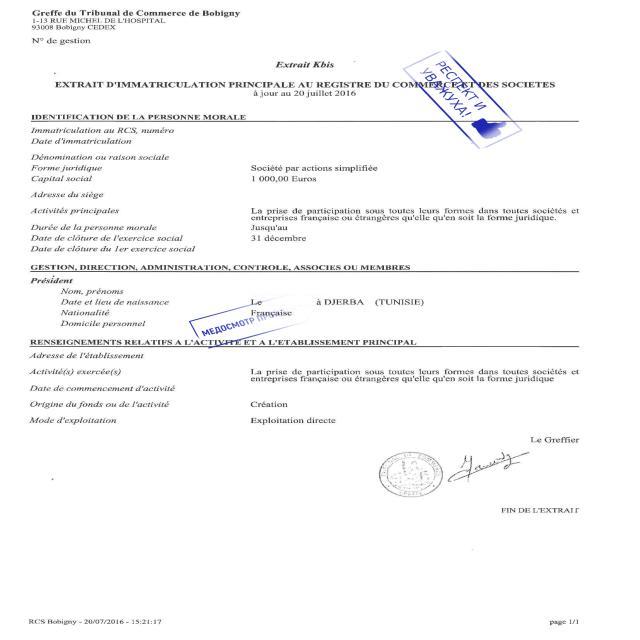 Greffe du Tribunal de Commerce de Bobigny
1-13 RUE MICHEL DE L'HOSPITAL
93008 Bobigny CEDEX
N° de gestion
Extrait Kbis
EXTRAIT D'IMMATRICULATION PRINCIPALE AU REGISTRE DU COMMERCE ET DES SOCIETES
à jour au 20 juillet 2016
РЕСПЕКТ И
УВАЖУХА!
IDENTIFICATION DE LA PERSONNE MORALE
Immatriculation au RCS, numéro
Date d'immatriculation
Dénomination ou raison sociale
Forme juridique Société par actions simplifiée
Capital social 1 000,00 Euros
Adresse du siège
Activités principales La prise de participation sous toutes leurs formes dans toutes sociétés et
entreprises française ou étrangères qu'elle qu'en soit la forme juridique.
Durée de la personne morale Jusqu'au
Date de clôture de l'exercice social 31 décembre
Date de clôture du 1er exercice social
GESTION, DIRECTION, ADMINISTRATION, CONTROLE, ASSOCIES OU MEMBRES
Président
Nom, prénoms
Date et lieu de naissance Le à DJERBA (TUNISIE)
Nationalité Française
Domicile personnel
МЕДОСМОТР
RENSEIGNEMENTS RELATIFS A L'ACTIVITE ET A L'ETABLISSEMENT PRINCIPAL
Adresse de l'établissement
Activité(s) exercée(s) La prise de participation sous toutes leurs formes dans toutes sociétés et
entreprises française ou étrangères qu'elle qu'en soit la forme juridique
Date de commencement d'activité
Origine du fonds ou de l'activité Création
Mode d'exploitation Exploitation directe
Le Greffier
FIN DE L'EXTRAIT
RCS Bobigny - 20/07/2016 - 15:21:17 page 1/1